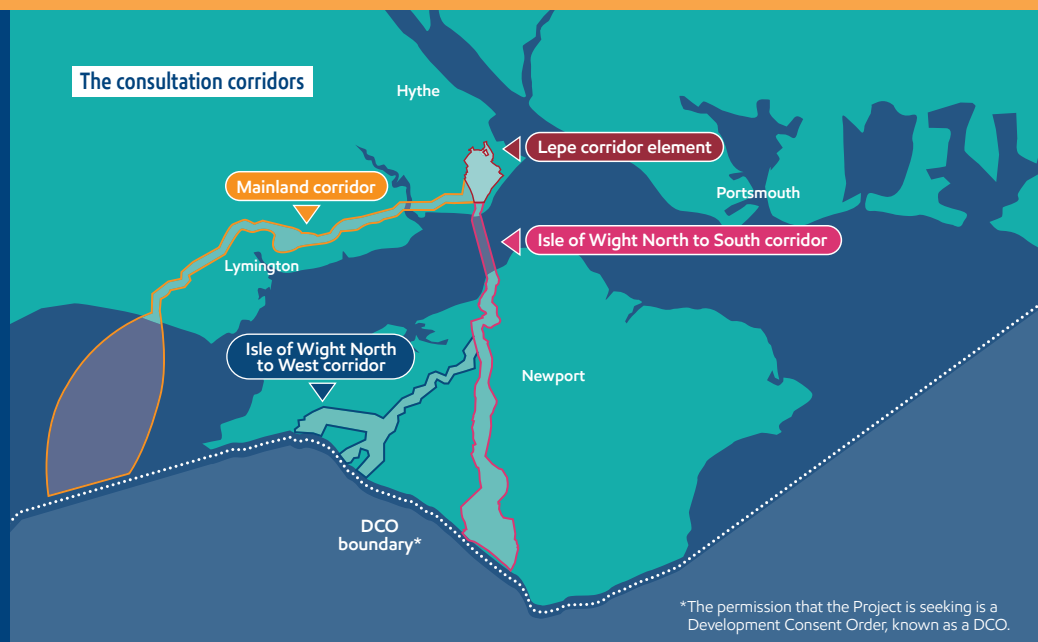 The consultation corridors
Hythe
Lepe corridor element
Mainland corridor
Portsmouth
Isle of Wight North to South corridor
Lymington
Isle of Wight North
to West corridor
Newport
DCO
boundary*
*The permission that the Project is seeking is a
Development Consent Order, known as a DCO.